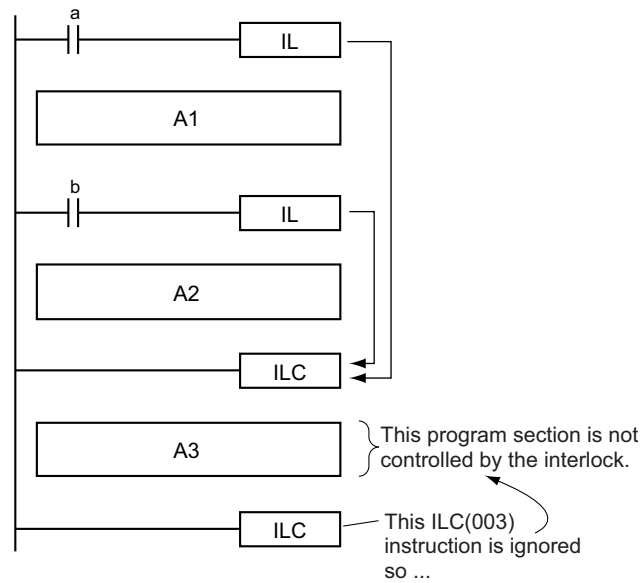 a
IL
A1
b
IL
A2
ILC
A3
This program section is not
controlled by the interlock.
ILC
This ILC(003)
instruction is ignored
so ...